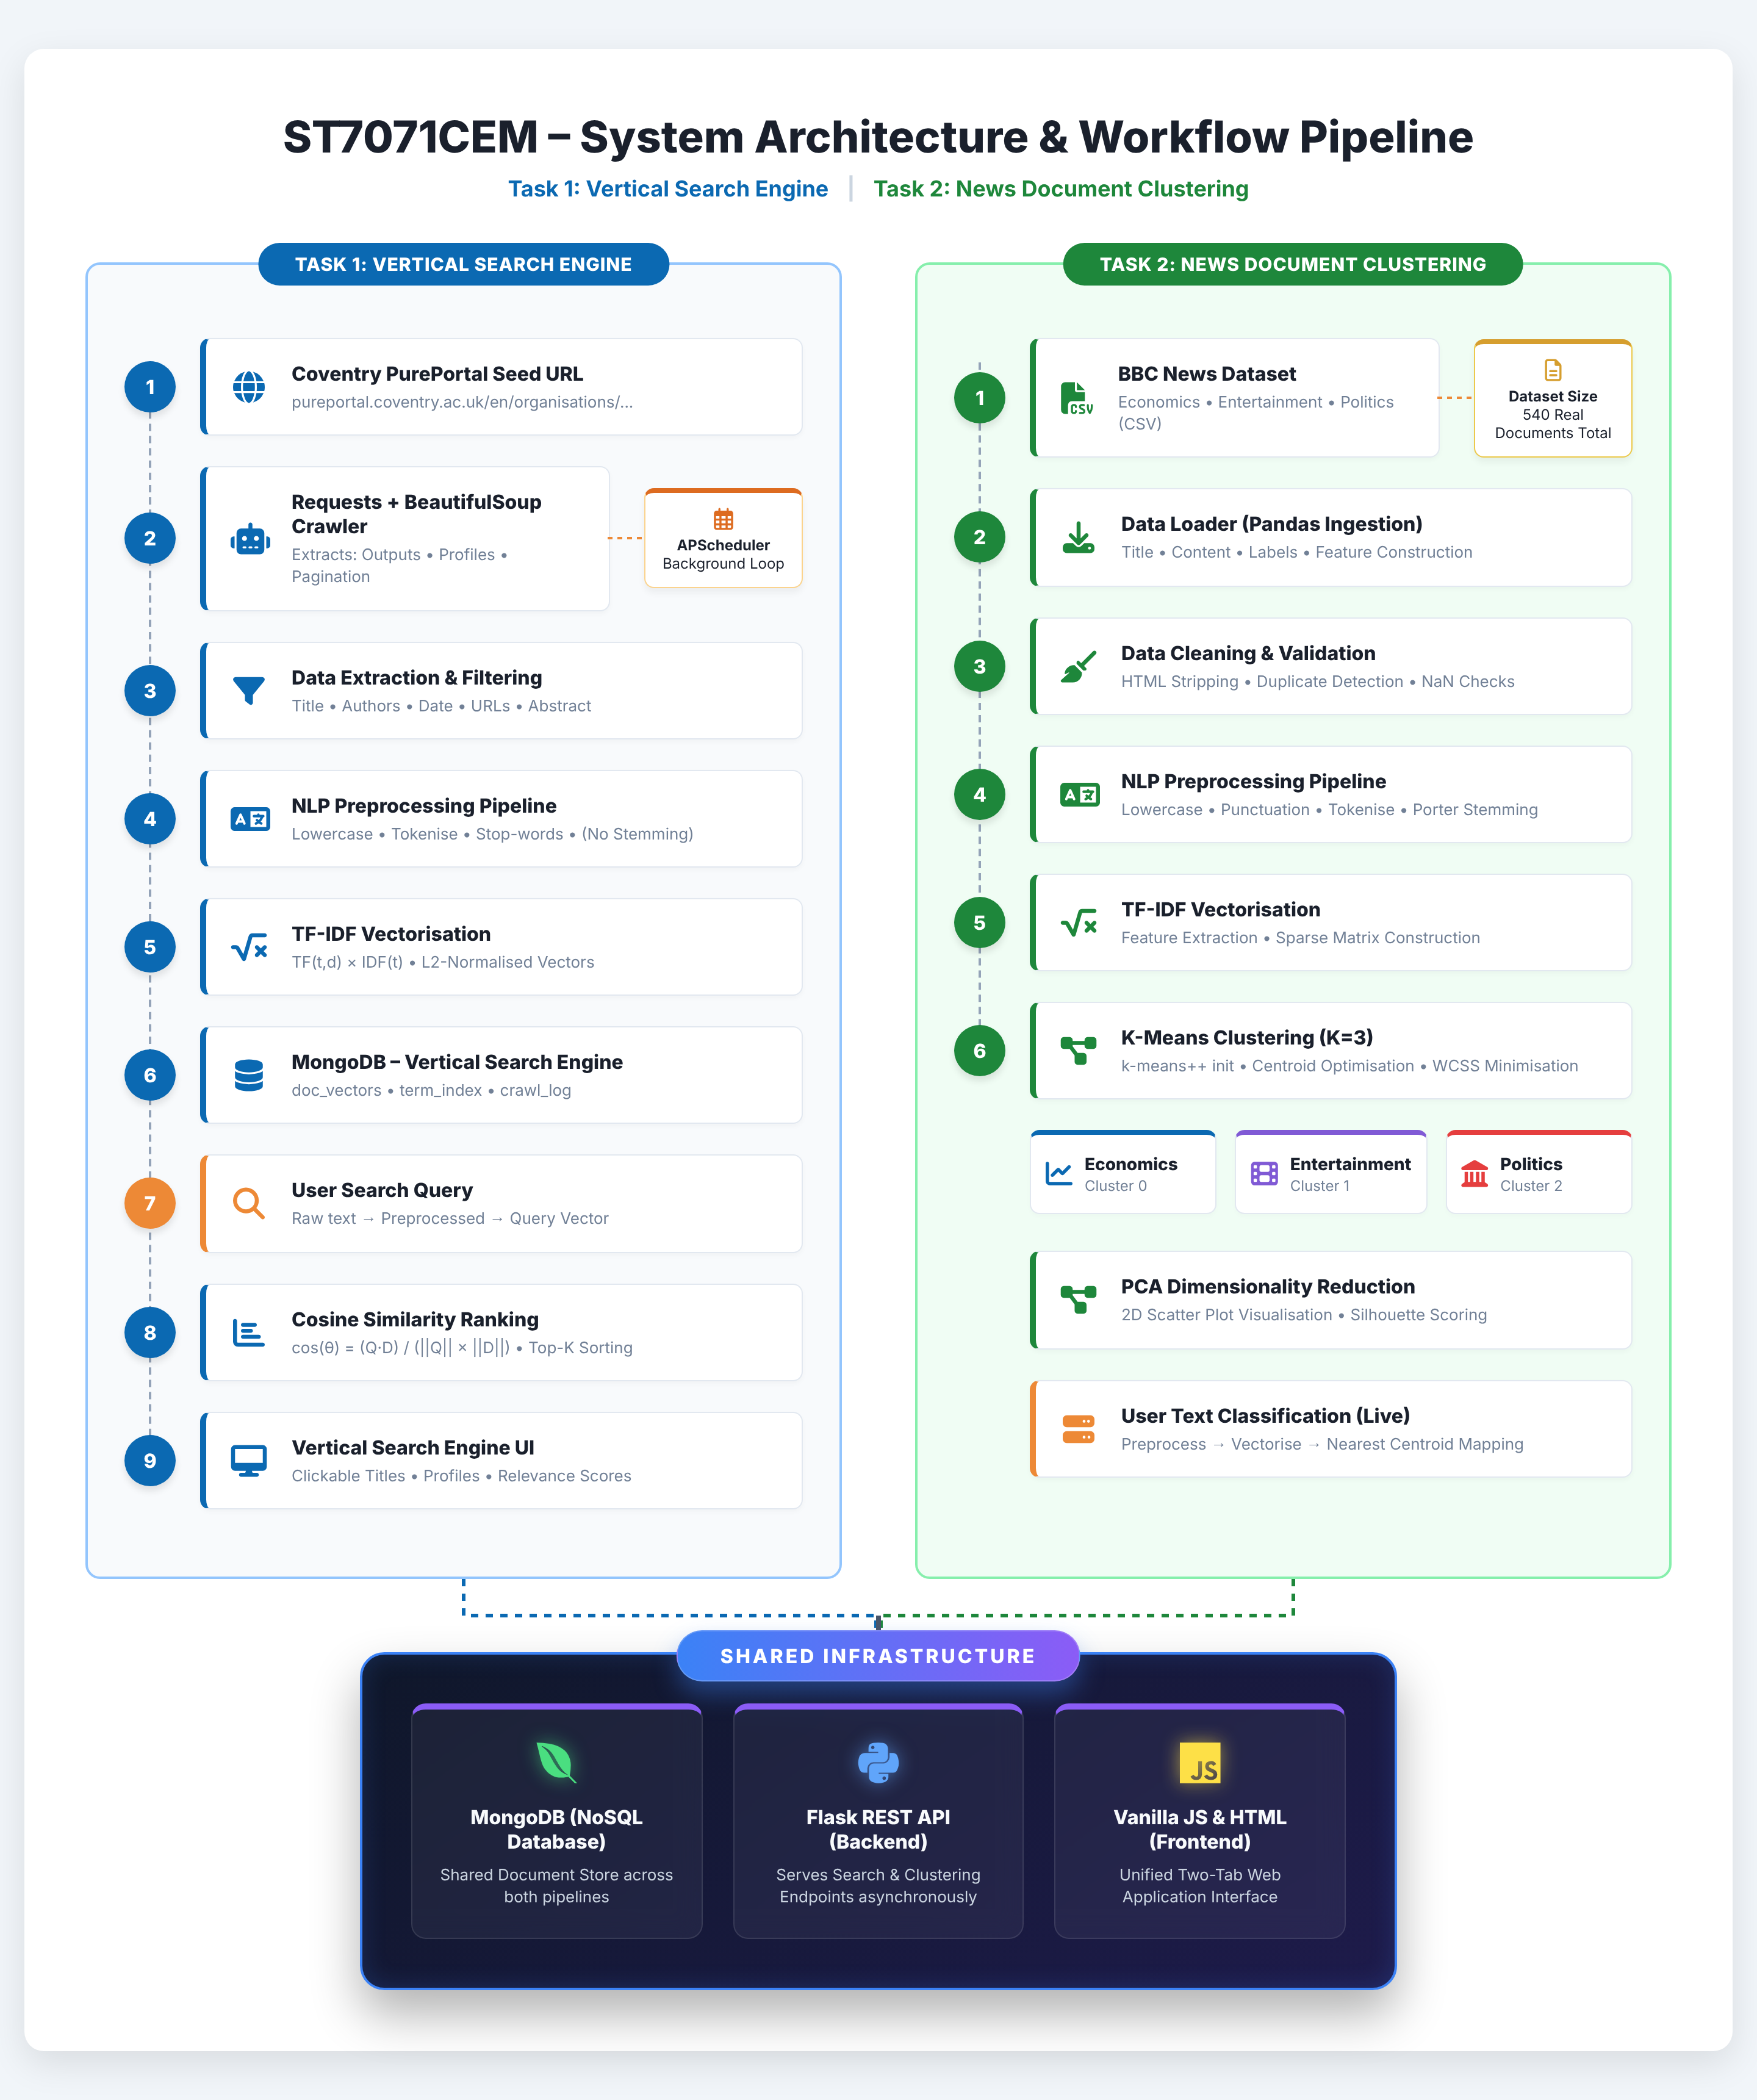 ST7071CEM – System Architecture & Workflow Pipeline
Task 1: Vertical Search Engine
Task 2: News Document Clustering
TASK 1: VERTICAL SEARCH ENGINE
1
Coventry PurePortal Seed URL
pureportal.coventry.ac.uk/en/organisations/...
2
Requests + BeautifulSoup
Crawler
Extracts: Outputs • Profiles •
Pagination
APScheduler
Background Loop
3
Data Extraction & Filtering
Title • Authors • Date • URLs • Abstract
4
NLP Preprocessing Pipeline
Lowercase • Tokenise • Stop-words • (No Stemming)
5
TF-IDF Vectorisation
TF(t,d) × IDF(t) • L2-Normalised Vectors
6
MongoDB – Vertical Search Engine
doc_vectors • term_index • crawl_log
7
User Search Query
Raw text → Preprocessed → Query Vector
8
Cosine Similarity Ranking
cos(θ) = (Q·D) / (||Q|| × ||D||) • Top-K Sorting
9
Vertical Search Engine UI
Clickable Titles • Profiles • Relevance Scores
TASK 2: NEWS DOCUMENT CLUSTERING
1
CSV
BBC News Dataset
Economics • Entertainment • Politics
(CSV)
Dataset Size
540 Real
Documents Total
2
Data Loader (Pandas Ingestion)
Title • Content • Labels • Feature Construction
3
Data Cleaning & Validation
HTML Stripping • Duplicate Detection • NaN Checks
4
NLP Preprocessing Pipeline
Lowercase • Punctuation • Tokenise • Porter Stemming
5
TF-IDF Vectorisation
Feature Extraction • Sparse Matrix Construction
6
K-Means Clustering (K=3)
k-means++ init • Centroid Optimisation • WCSS Minimisation
Economics
Cluster 0
Entertainment
Cluster 1
Politics
Cluster 2
PCA Dimensionality Reduction
2D Scatter Plot Visualisation • Silhouette Scoring
User Text Classification (Live)
Preprocess → Vectorise → Nearest Centroid Mapping
SHARED INFRASTRUCTURE
MongoDB (NoSQL
Database)
Shared Document Store across
both pipelines
Flask REST API
(Backend)
Serves Search & Clustering
Endpoints asynchronously
JS
Vanilla JS & HTML
(Frontend)
Unified Two-Tab Web
Application Interface